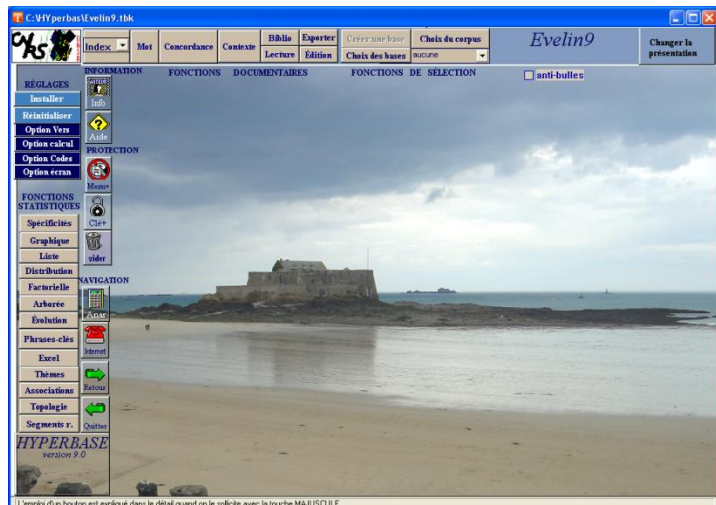 C:\HYperbas\Evelin9.tbk
Index
Mot
Concordance
Contexte
Biblio
Exporter
Lecture
Édition
Creer une base
Choix du corpus
Choix des bases
aucune
Evelin9
Changer la
présentation
INFORMATION
FONCTIONS DOCUMENTAIRES
FONCTIONS DE SÉLECTION
anti-bulles
RÉGLAGES
Installer
Réinitialiser
Option Vers
Option calcul
Option Codes
Option écran
FONCTIONS
STATISTIQUES
Spécificités
Graphique
Liste
Distribution
Factorielle
Arborée
Évolution
Phrases-clés
Excel
Thèmes
Associations
Topologie
Segments r.
HYPERBASE
version 9.0
Info
Aide
PROTECTION
Menu+
Clé+
vider
NAVIGATION
Anar
Internet
Retour
Quitter
L'emploi d'un bouton est expliqué dans le détail quand on le sollicite avec la touche MAJUSCULE